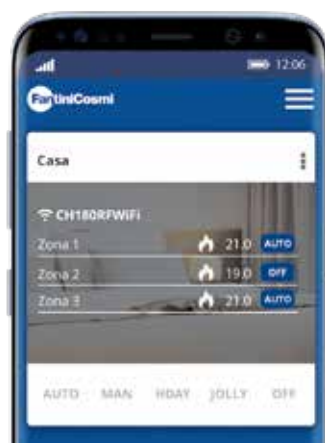 12:06
FantiniCosmi
Casa
CH180RFWiFi
Zona 1 21.0 AUTO
Zona 2 19.0 OFF
Zona 3 21.0 AUTO
AUTO MAN HDAY JOLLY OFF